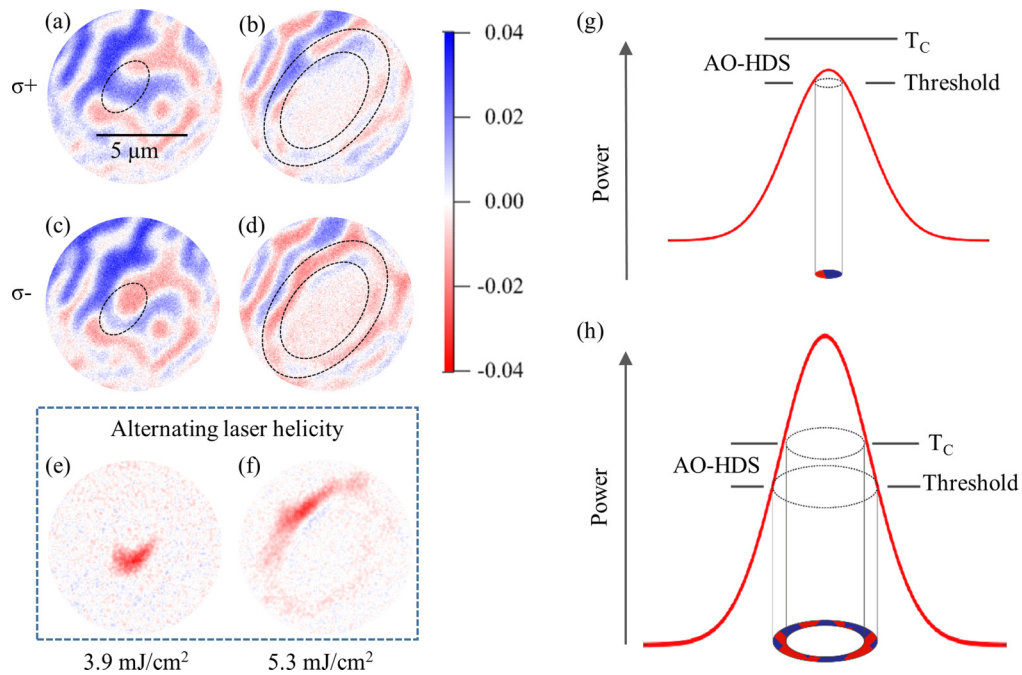 (a)
(b)
σ+
5 μm
(c)
(d)
σ-
0.04
0.02
0.00
-0.02
-0.04
Alternating laser helicity
(e)
(f)
3.9 mJ/cm²
5.3 mJ/cm²
(g)
T_C
AO-HDS
Threshold
Power
(h)
T_C
AO-HDS
Threshold
Power